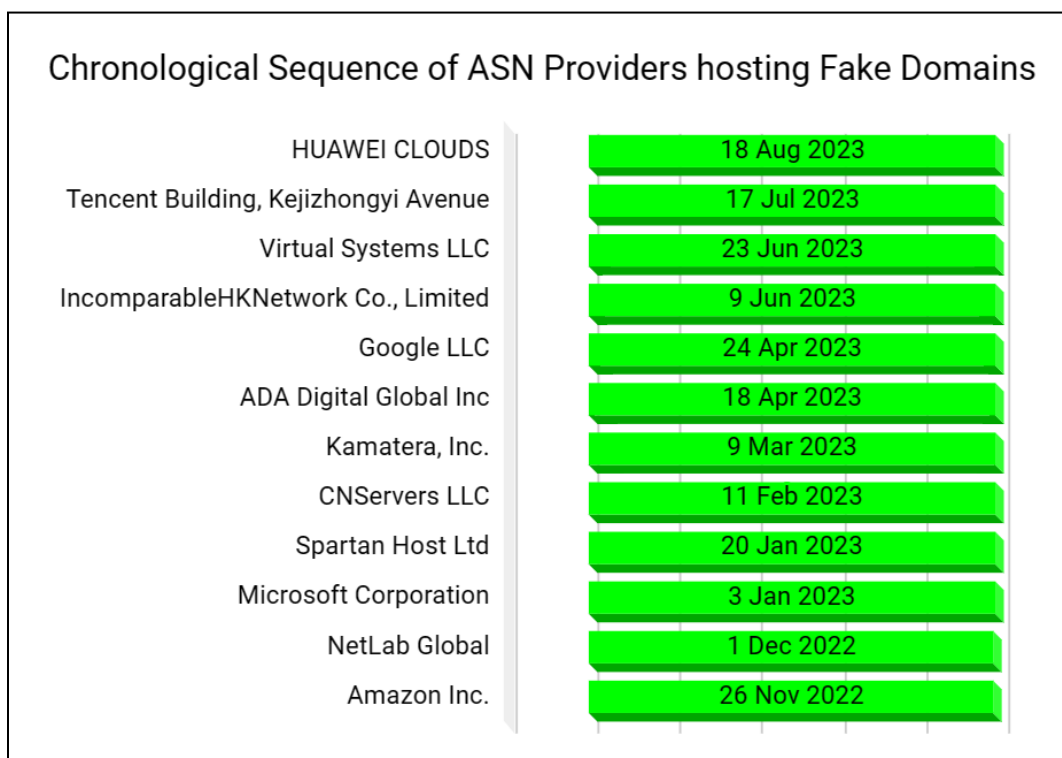 Chronological Sequence of ASN Providers hosting Fake Domains
HUAWEI CLOUDS 18 Aug 2023
Tencent Building, Kejizhongyi Avenue 17 Jul 2023
Virtual Systems LLC 23 Jun 2023
IncomparableHKNetwork Co., Limited 9 Jun 2023
Google LLC 24 Apr 2023
ADA Digital Global Inc 18 Apr 2023
Kamatera, Inc. 9 Mar 2023
CNServers LLC 11 Feb 2023
Spartan Host Ltd 20 Jan 2023
Microsoft Corporation 3 Jan 2023
NetLab Global 1 Dec 2022
Amazon Inc. 26 Nov 2022